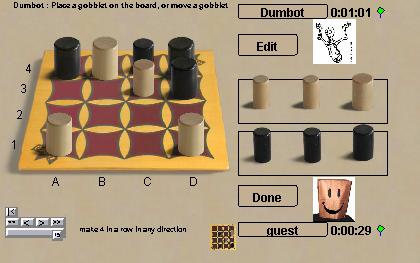 Dumbot : Place a gobblet on the board, or move a gobblet
Dumbot 0:01:01
Edit
4
3
2
1
A B C D
Done
make 4 in a row in any direction
guest 0:00:29